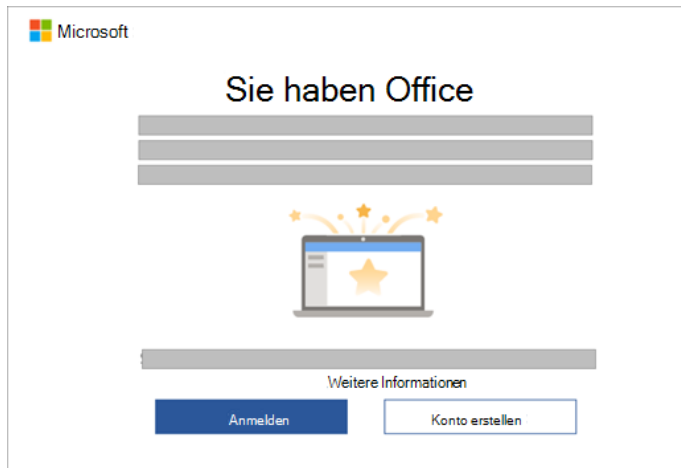 Microsoft
Sie haben Office
Weitere Informationen
Anmelden
Konto erstellen